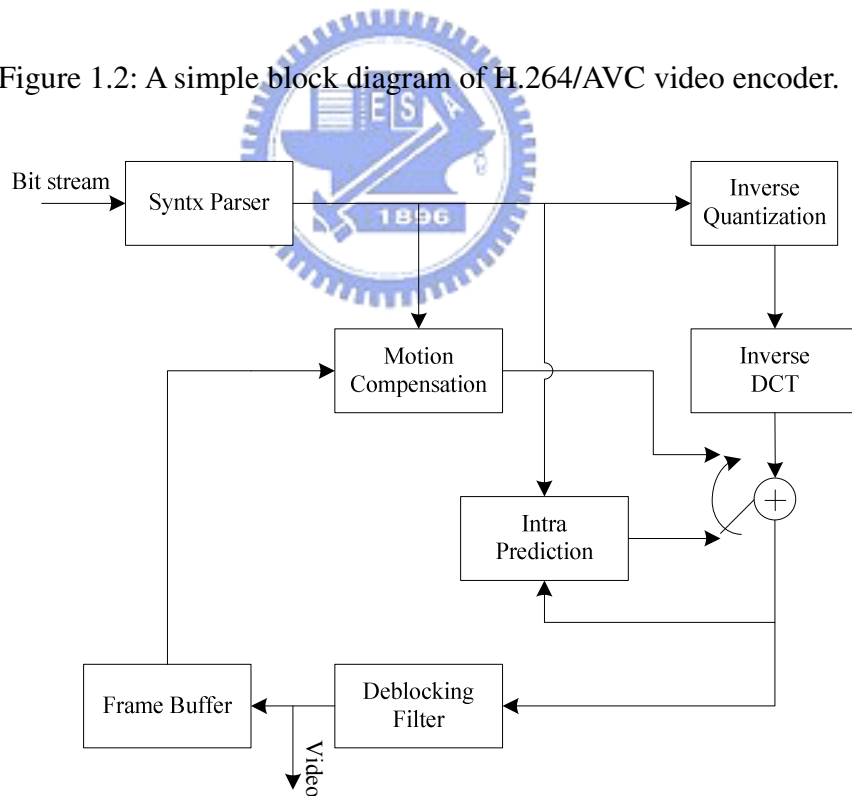 Figure 1.2: A simple block diagram of H.264/AVC video encoder.
E S A
1896
Bit stream
Syntx Parser
Inverse
Quantization
Motion
Compensation
Inverse
DCT
+
Intra
Prediction
Frame Buffer
Deblocking
Filter
Video